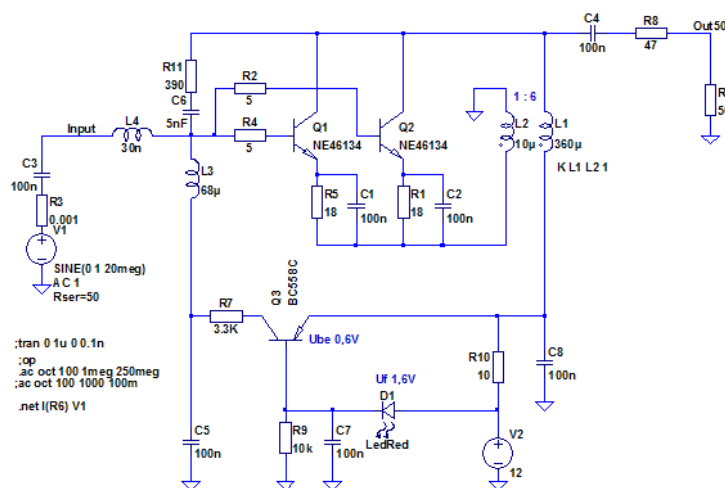 C4
100n
R8
47
Out50
R11
390
C6
5nF
R2
5
R4
5
Q1
NE46134
Q2
NE46134
1 : 6
L2
10µ
L1
360µ
K L1 L2 1
Input
L4
30n
C3
100n
R3
0.001
V1
SINE(0 1 20meg)
AC 1
Rser=50
L3
68µ
R5
18
C1
100n
R1
18
C2
100n
Q3
BC558C
R7
3.3K
Ube 0,6V
R10
10
C8
100n
;tran 0 1u 0 0.1n
;op
.ac oct 100 1meg 250meg
;ac oct 100 1000 100m
.net I(R6) V1
Uf 1,6V
D1
LedRed
C5
100n
R9
10k
C7
100n
V2
12